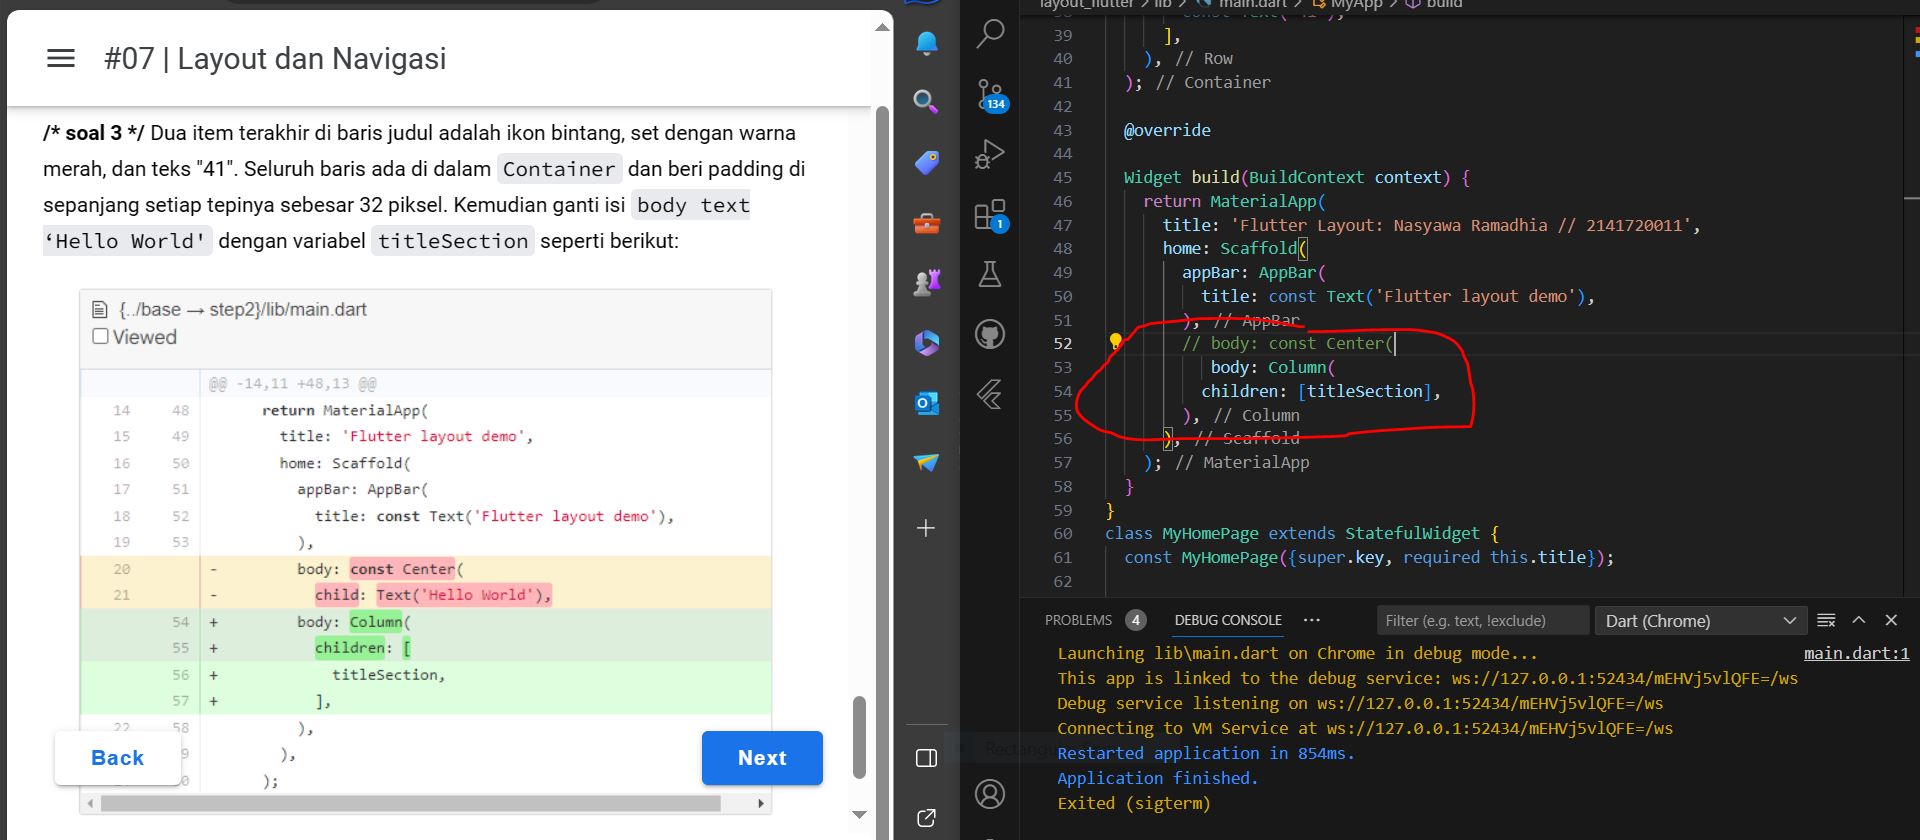 #07 | Layout dan Navigasi
/* soal 3 */ Dua item terakhir di baris judul adalah ikon bintang, set dengan warna
merah, dan teks "41". Seluruh baris ada di dalam Container dan beri padding di
sepanjang setiap tepinya sebesar 32 piksel. Kemudian ganti isi body text
‘Hello World' dengan variabel titleSection seperti berikut:
{../base → step2}/lib/main.dart
Viewed
@@ -14,11 +48,13 @@
14 48 return MaterialApp(
15 49 title: 'Flutter layout demo',
16 50 home: Scaffold(
17 51 appBar: AppBar(
18 52 title: const Text('Flutter layout demo'),
19 53 ),
20 - body: const Center(
21 - child: Text('Hello World'),
54 + body: Column(
55 + children: [
56 + titleSection,
57 + ],
22 58 ),
9 ),
0 );
Back
Next
134
1
layout_flutter > lib > main.dart > MyApp > build
38 const Text('41'),
39 ],
40 ), // Row
41 ); // Container
42
43 @override
44
45 Widget build(BuildContext context) {
46 return MaterialApp(
47 title: 'Flutter Layout: Nasyawa Ramadhia // 2141720011',
48 home: Scaffold(
49 appBar: AppBar(
50 title: const Text('Flutter layout demo'),
51 ), // AppBar
52 // body: const Center(
53 body: Column(
54 children: [titleSection],
55 ), // Column
56 ), // Scaffold
57 ); // MaterialApp
58 }
59 }
60 class MyHomePage extends StatefulWidget {
61 const MyHomePage({super.key, required this.title});
62
PROBLEMS 4 DEBUG CONSOLE ··· Filter (e.g. text, !exclude) Dart (Chrome)
Launching lib\main.dart on Chrome in debug mode... main.dart:1
This app is linked to the debug service: ws://127.0.0.1:52434/mEHVj5vlQFE=/ws
Debug service listening on ws://127.0.0.1:52434/mEHVj5vlQFE=/ws
Connecting to VM Service at ws://127.0.0.1:52434/mEHVj5vlQFE=/ws
Restarted application in 854ms.
Application finished.
Exited (sigterm)